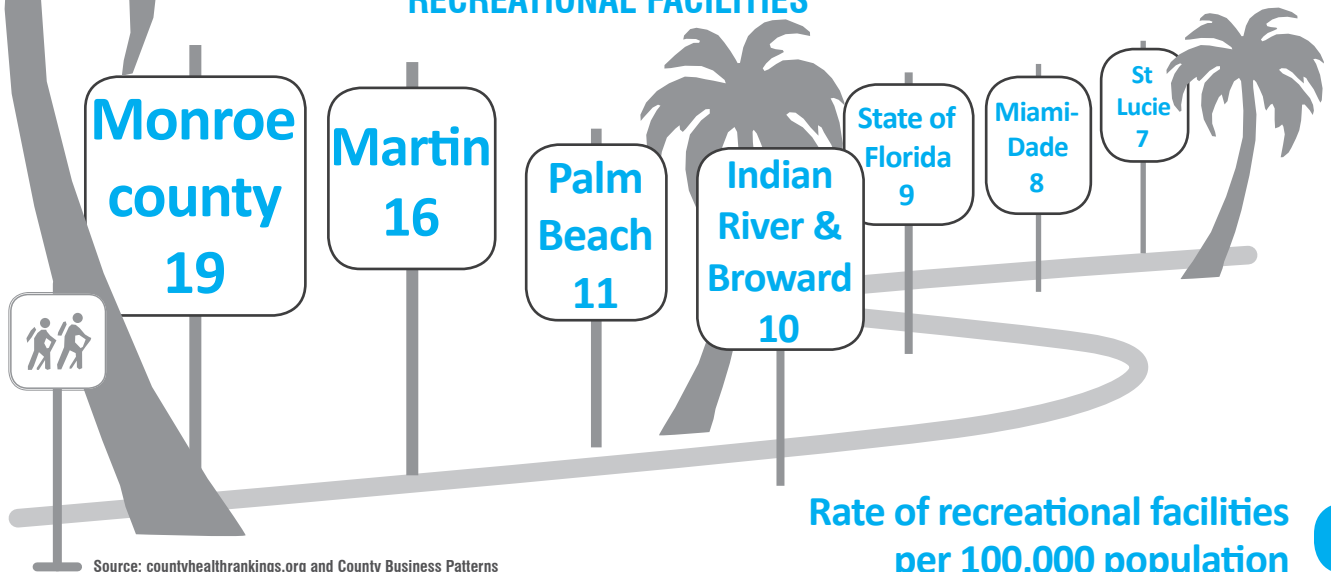 RECREATIONAL FACILITIES
Monroe
county
19
Martin
16
Palm
Beach
11
Indian
River &
Broward
10
State of
Florida
9
Miami-
Dade
8
St
Lucie
7
Rate of recreational facilities
per 100,000 population
Source: countyhealthrankings.org and County Business Patterns